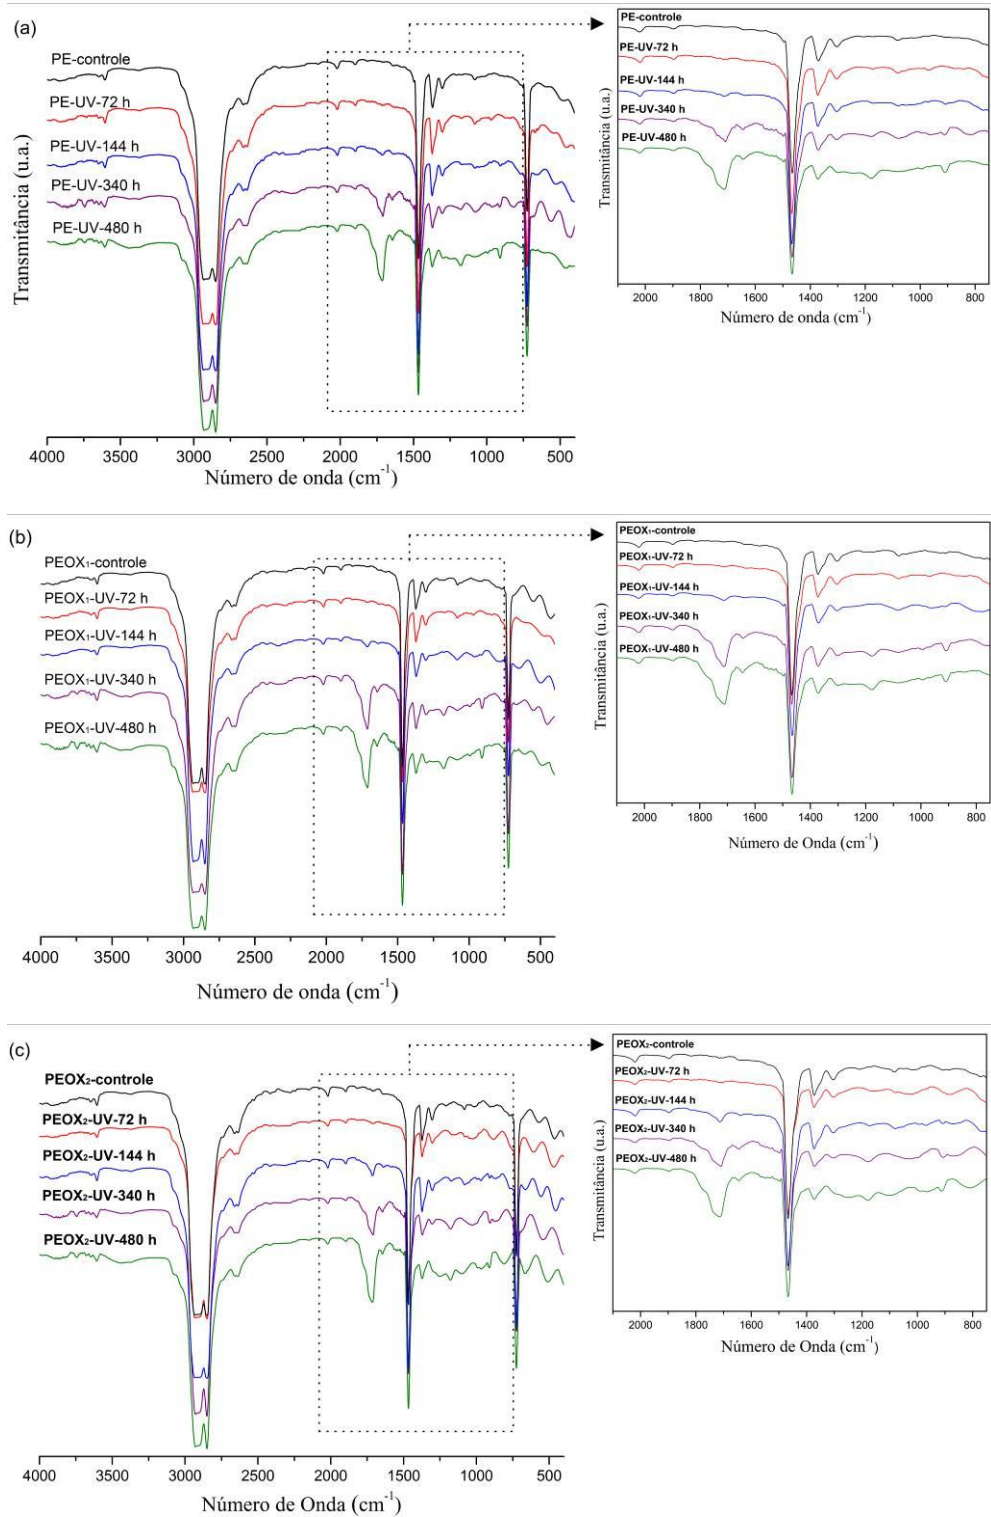 (a)
PE-controle
PE-UV-72 h
PE-UV-144 h
PE-UV-340 h
PE-UV-480 h
Transmitância (u.a.)
4000 3500 3000 2500 2000 1500 1000 500
Número de onda (cm⁻¹)
PE-controle
PE-UV-72 h
PE-UV-144 h
PE-UV-340 h
PE-UV-480 h
Transmitância (u.a.)
2000 1800 1600 1400 1200 1000 800
Número de onda (cm⁻¹)
(b)
PEOX₁-controle
PEOX₁-UV-72 h
PEOX₁-UV-144 h
PEOX₁-UV-340 h
PEOX₁-UV-480 h
4000 3500 3000 2500 2000 1500 1000 500
Número de onda (cm⁻¹)
PEOX₁-controle
PEOX₁-UV-72 h
PEOX₁-UV-144 h
PEOX₁-UV-340 h
PEOX₁-UV-480 h
Transmitância (u.a.)
2000 1800 1600 1400 1200 1000 800
Número de Onda (cm⁻¹)
(c)
PEOX₂-controle
PEOX₂-UV-72 h
PEOX₂-UV-144 h
PEOX₂-UV-340 h
PEOX₂-UV-480 h
4000 3500 3000 2500 2000 1500 1000 500
Número de Onda (cm⁻¹)
PEOX₂-controle
PEOX₂-UV-72 h
PEOX₂-UV-144 h
PEOX₂-UV-340 h
PEOX₂-UV-480 h
Transmitância (u.a.)
2000 1800 1600 1400 1200 1000 800
Número de Onda (cm⁻¹)